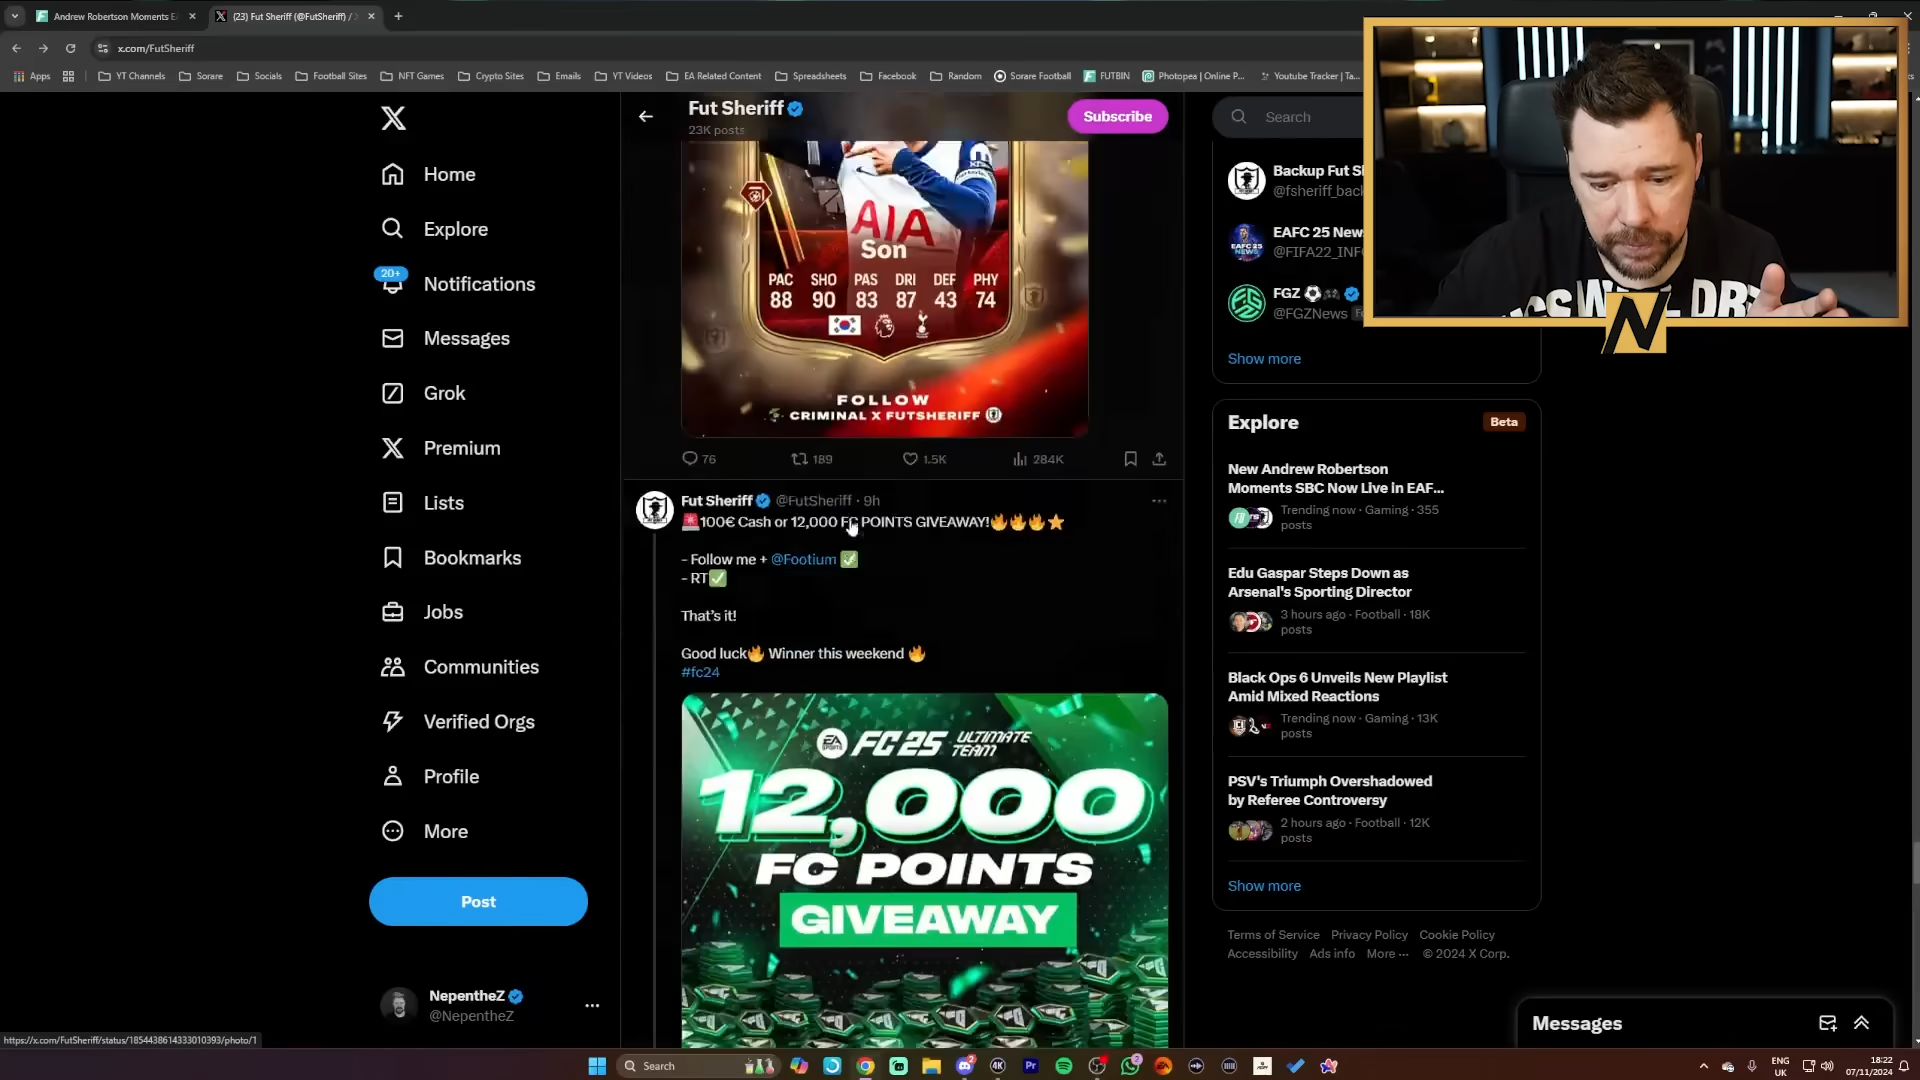 Andrew Robertson Moments E
(23) Fut Sheriff (@FutSheriff) /
x.com/FutSheriff
Apps
YT Channels
Sorare
Socials
Football Sites
NFT Games
Crypto Sites
Emails
YT Videos
EA Related Content
Spreadsheets
Facebook
Random
Sorare Football
FUTBIN
Photopea | Online P...
Youtube Tracker | Ta...
Home
Explore
20+
Notifications
Messages
Grok
Premium
Lists
Bookmarks
Jobs
Communities
Verified Orgs
Profile
More
Post
NepentheZ
@NepentheZ
Fut Sheriff
23K posts
Subscribe
AIA
Son
PAC SHO PAS DRI DEF PHY
88 90 83 87 43 74
FOLLOW
CRIMINAL X FUTSHERIFF
76
189
1.5K
284K
Fut Sheriff @FutSheriff · 9h
🚨100€ Cash or 12,000 FC POINTS GIVEAWAY!🔥🔥🔥⭐
- Follow me + @Footium ✅
- RT✅
That's it!
Good luck🔥 Winner this weekend 🔥
#fc24
EA SPORTS FC 25 ULTIMATE TEAM
12,000
FC POINTS
GIVEAWAY
Search
Backup Fut S
@fsheriff_back
EAFC 25 New
@FIFA22_INF
FGZ
@FGZNews
Show more
Explore
Beta
New Andrew Robertson
Moments SBC Now Live in EAF...
Trending now · Gaming · 355
posts
Edu Gaspar Steps Down as
Arsenal's Sporting Director
3 hours ago · Football · 18K
posts
Black Ops 6 Unveils New Playlist
Amid Mixed Reactions
Trending now · Gaming · 13K
posts
PSV's Triumph Overshadowed
by Referee Controversy
2 hours ago · Football · 12K
posts
Show more
Terms of Service Privacy Policy Cookie Policy
Accessibility Ads info More ··· © 2024 X Corp.
Messages
https://x.com/FutSheriff/status/1854438614333010393/photo/1
Search
ENG
UK
18:22
07/11/2024